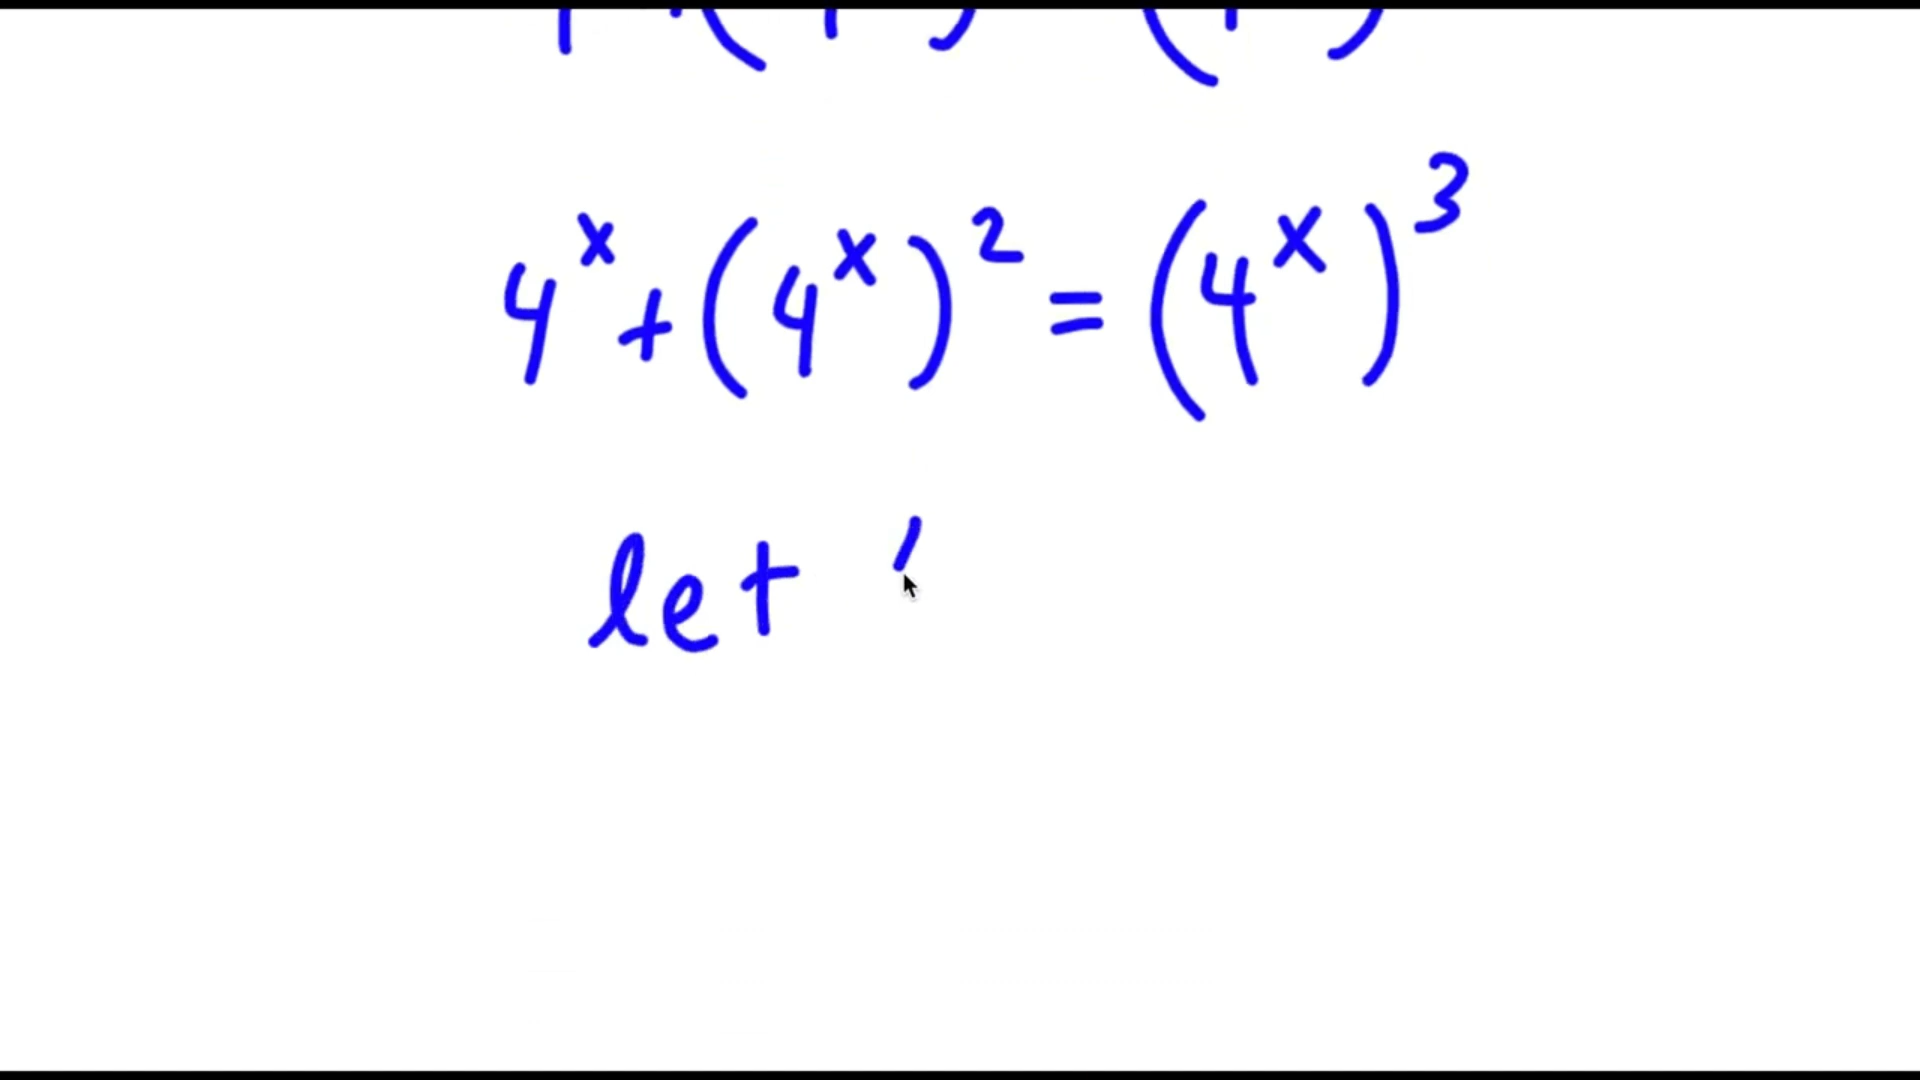 4^x + (4^x)^2 = (4^x)^3
let